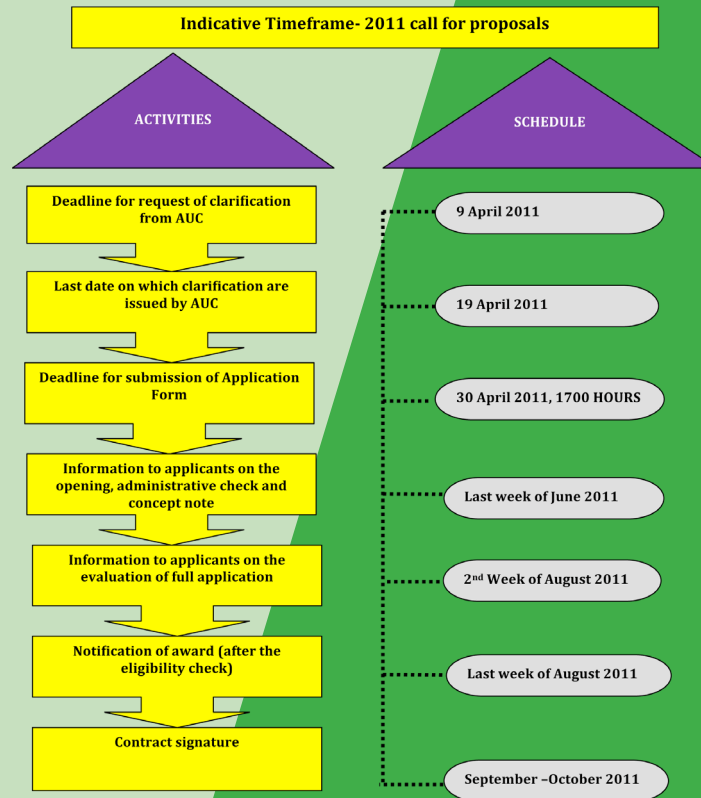 Indicative Timeframe- 2011 call for proposals
ACTIVITIES
SCHEDULE
Deadline for request of clarification
from AUC
9 April 2011
Last date on which clarification are
issued by AUC
19 April 2011
Deadline for submission of Application
Form
30 April 2011, 1700 HOURS
Information to applicants on the
opening, administrative check and
concept note
Last week of June 2011
Information to applicants on the
evaluation of full application
2nd Week of August 2011
Notification of award (after the
eligibility check)
Last week of August 2011
Contract signature
September –October 2011